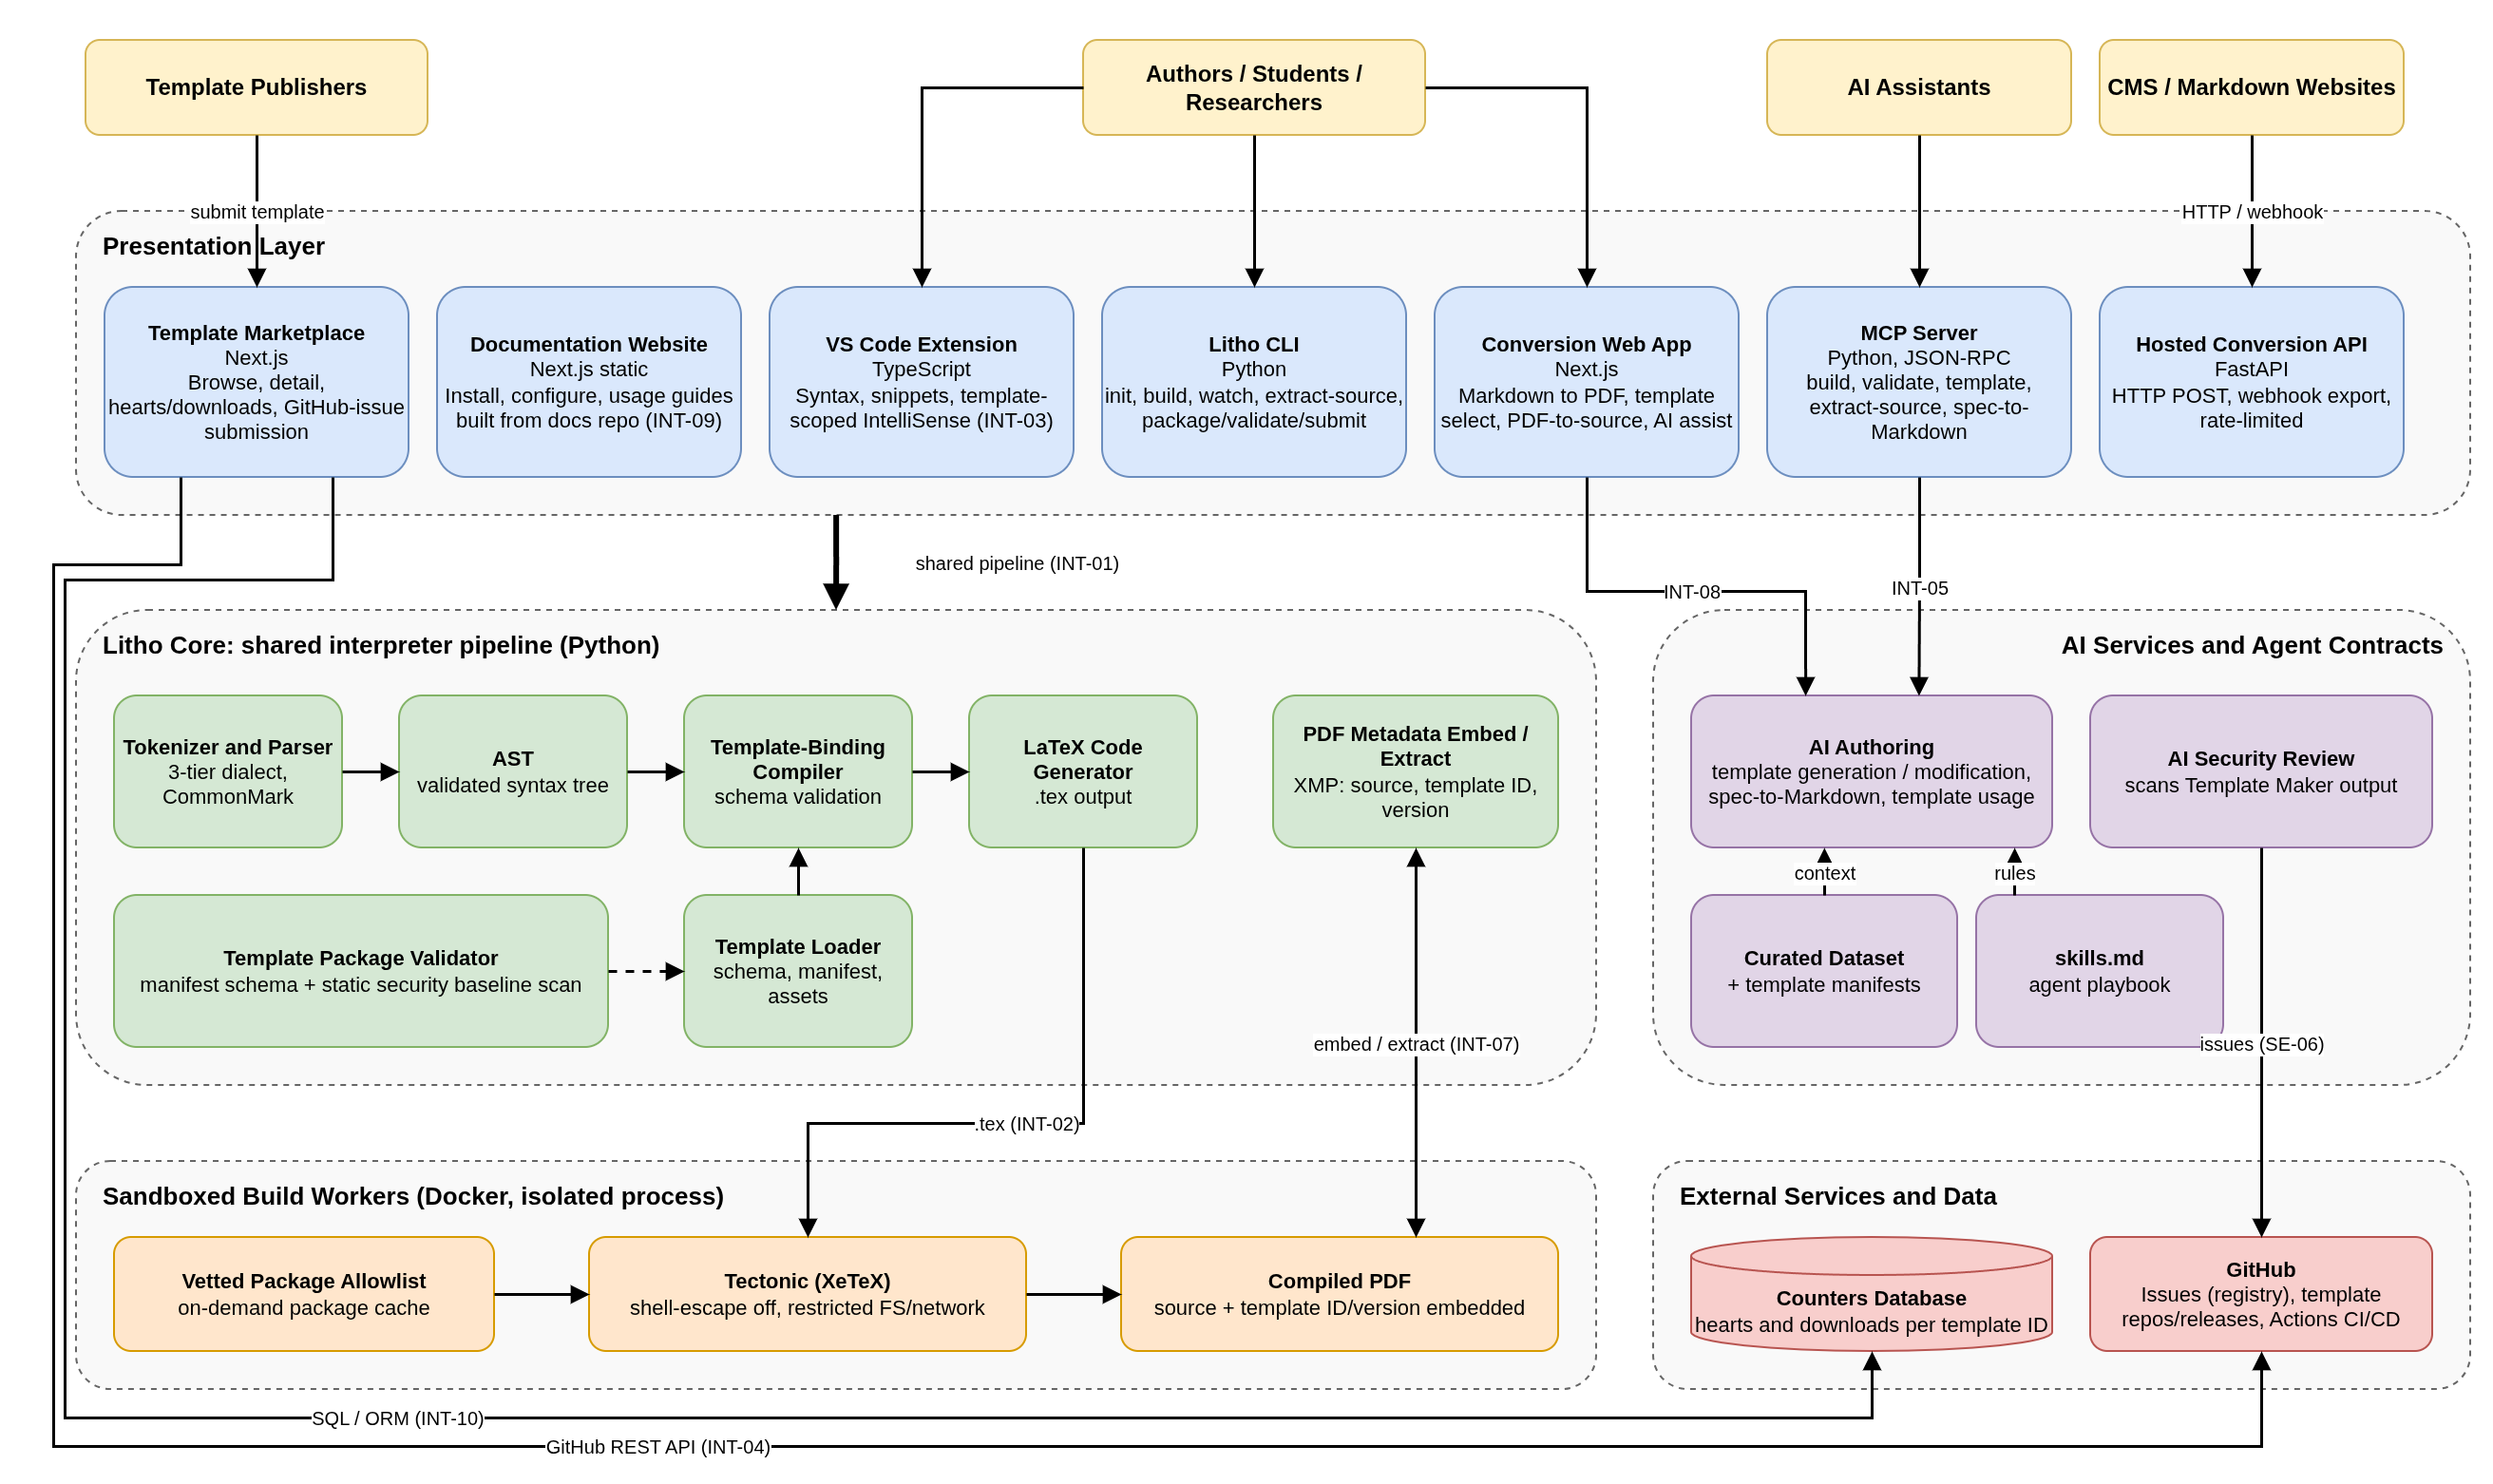 Template Publishers
Authors / Students /
Researchers
AI Assistants
CMS / Markdown Websites
submit template
HTTP / webhook
Presentation Layer
Template Marketplace
Next.js
Browse, detail,
hearts/downloads, GitHub-issue
submission
Documentation Website
Next.js static
Install, configure, usage guides
built from docs repo (INT-09)
VS Code Extension
TypeScript
Syntax, snippets, template-
scoped IntelliSense (INT-03)
Litho CLI
Python
init, build, watch, extract-source,
package/validate/submit
Conversion Web App
Next.js
Markdown to PDF, template
select, PDF-to-source, AI assist
MCP Server
Python, JSON-RPC
build, validate, template,
extract-source, spec-to-
Markdown
Hosted Conversion API
FastAPI
HTTP POST, webhook export,
rate-limited
shared pipeline (INT-01)
INT-08
INT-05
Litho Core: shared interpreter pipeline (Python)
Tokenizer and Parser
3-tier dialect,
CommonMark
AST
validated syntax tree
Template-Binding
Compiler
schema validation
LaTeX Code
Generator
.tex output
PDF Metadata Embed /
Extract
XMP: source, template ID,
version
Template Package Validator
manifest schema + static security baseline scan
Template Loader
schema, manifest,
assets
embed / extract (INT-07)
AI Services and Agent Contracts
AI Authoring
template generation / modification,
spec-to-Markdown, template usage
AI Security Review
scans Template Maker output
context
rules
Curated Dataset
+ template manifests
skills.md
agent playbook
issues (SE-06)
.tex (INT-02)
Sandboxed Build Workers (Docker, isolated process)
Vetted Package Allowlist
on-demand package cache
Tectonic (XeTeX)
shell-escape off, restricted FS/network
Compiled PDF
source + template ID/version embedded
External Services and Data
Counters Database
hearts and downloads per template ID
GitHub
Issues (registry), template
repos/releases, Actions CI/CD
SQL / ORM (INT-10)
GitHub REST API (INT-04)